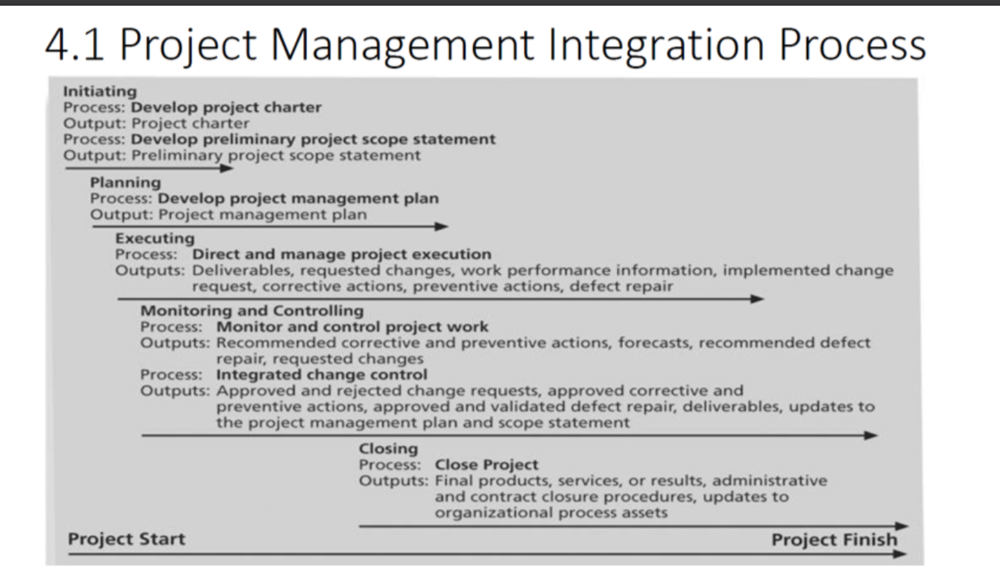 4.1 Project Management Integration Process
Initiating
Process: Develop project charter
Output: Project charter
Process: Develop preliminary project scope statement
Output: Preliminary project scope statement
Planning
Process: Develop project management plan
Output: Project management plan
Executing
Process: Direct and manage project execution
Outputs: Deliverables, requested changes, work performance information, implemented change
request, corrective actions, preventive actions, defect repair
Monitoring and Controlling
Process: Monitor and control project work
Outputs: Recommended corrective and preventive actions, forecasts, recommended defect
repair, requested changes
Process: Integrated change control
Outputs: Approved and rejected change requests, approved corrective and
preventive actions, approved and validated defect repair, deliverables, updates to
the project management plan and scope statement
Closing
Process: Close Project
Outputs: Final products, services, or results, administrative
and contract closure procedures, updates to
organizational process assets
Project Start
Project Finish